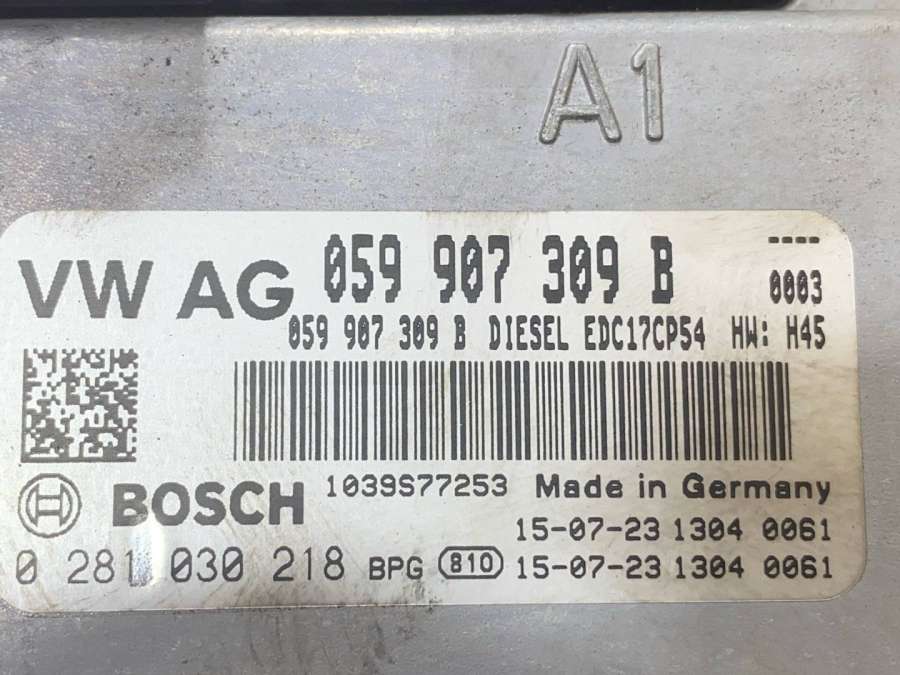 A1
VW AG 059 907 309 B ----
0003
059 907 309 B DIESEL EDC17CP54 HW: H45
BOSCH 1039S77253 Made in Germany
15-07-23 1304 0061
0 281 030 218 BPG 810 15-07-23 1304 0061